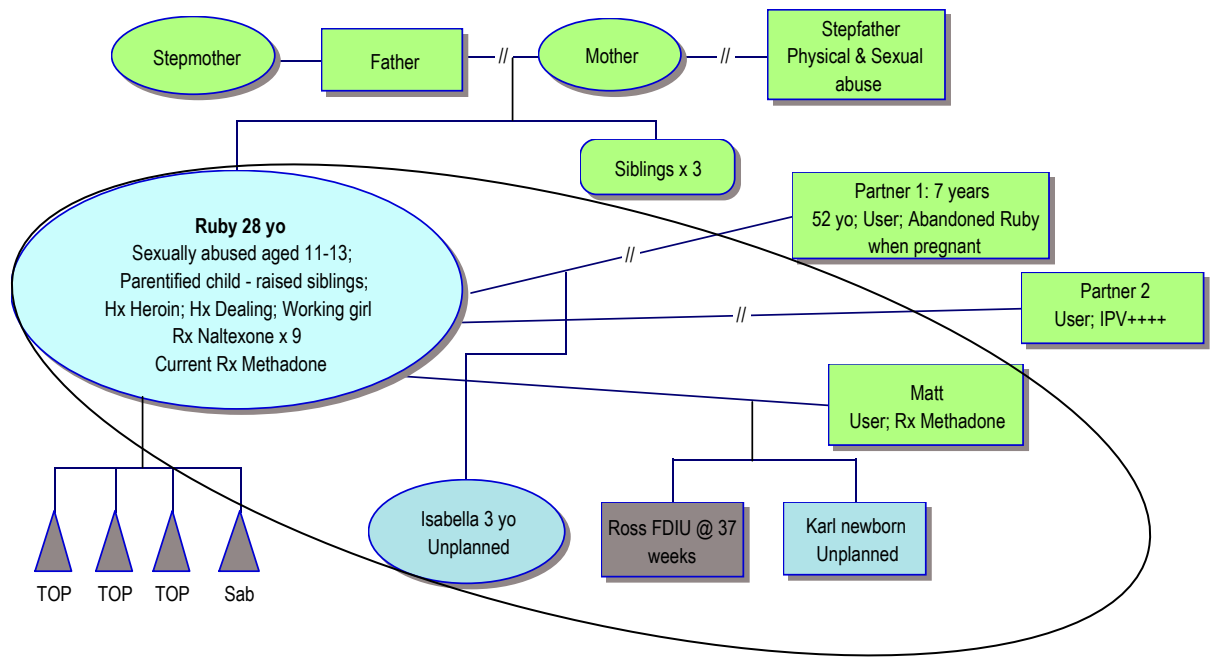 Stepmother
Father
//
Mother
//
Stepfather
Physical & Sexual
abuse
Siblings x 3
Ruby 28 yo
Sexually abused aged 11-13;
Parentified child - raised siblings;
Hx Heroin; Hx Dealing; Working girl
Rx Naltexone x 9
Current Rx Methadone
Partner 1: 7 years
52 yo; User; Abandoned Ruby
when pregnant
//
Partner 2
User; IPV++++
//
Matt
User; Rx Methadone
Isabella 3 yo
Unplanned
Ross FDIU @ 37
weeks
Karl newborn
Unplanned
TOP
TOP
TOP
Sab